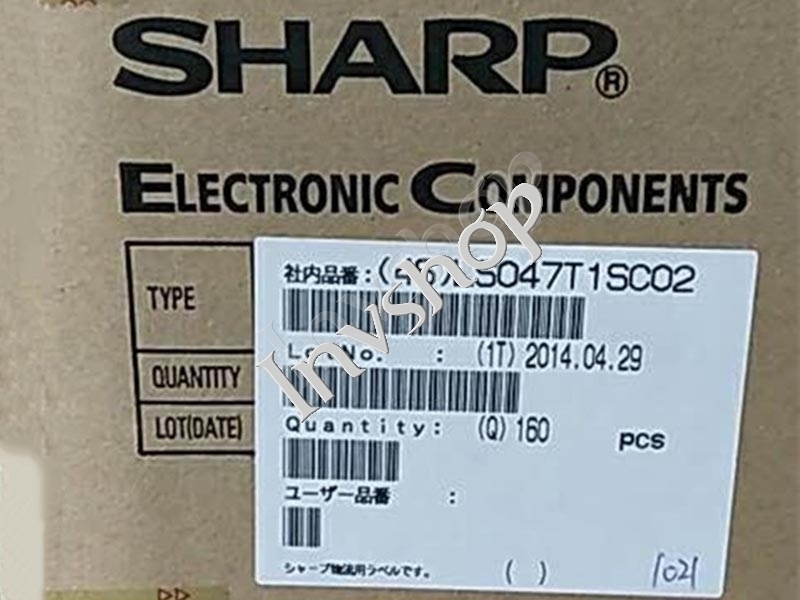 SHARP®
ELECTRONIC COMPONENTS
TYPE
QUANTITY
LOT(DATE)
社内品番:(4S)LS047T1SC02
Lot No. : (1T) 2014.04.29
Quantity: (Q) 160 pcs
ユーザー品番 :
シャープ物流用ラベルです。 ( ) 1021
Invshop